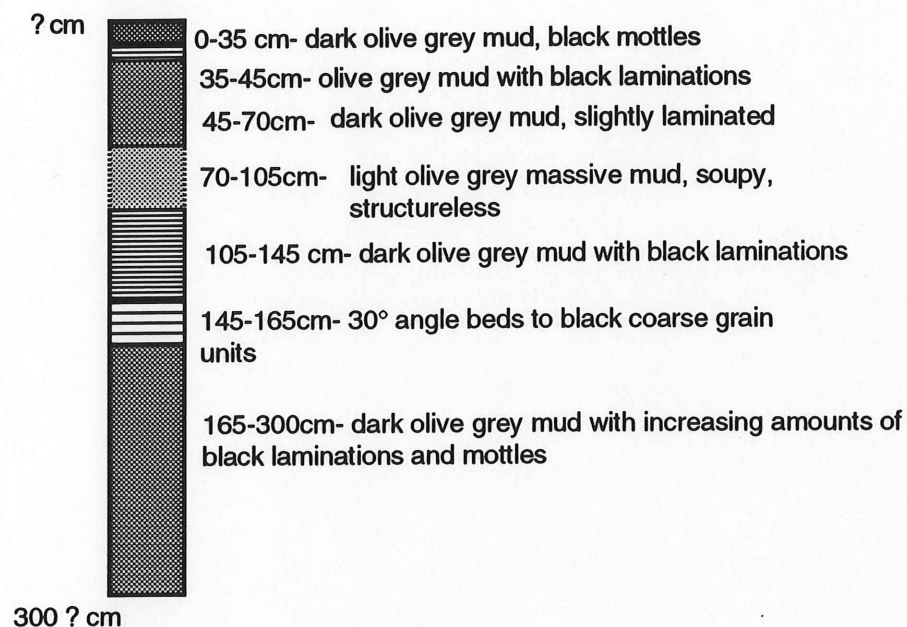 ? cm
0-35 cm- dark olive grey mud, black mottles
35-45cm- olive grey mud with black laminations
45-70cm- dark olive grey mud, slightly laminated
70-105cm- light olive grey massive mud, soupy,
structureless
105-145 cm- dark olive grey mud with black laminations
145-165cm- 30° angle beds to black coarse grain
units
165-300cm- dark olive grey mud with increasing amounts of
black laminations and mottles
300 ? cm